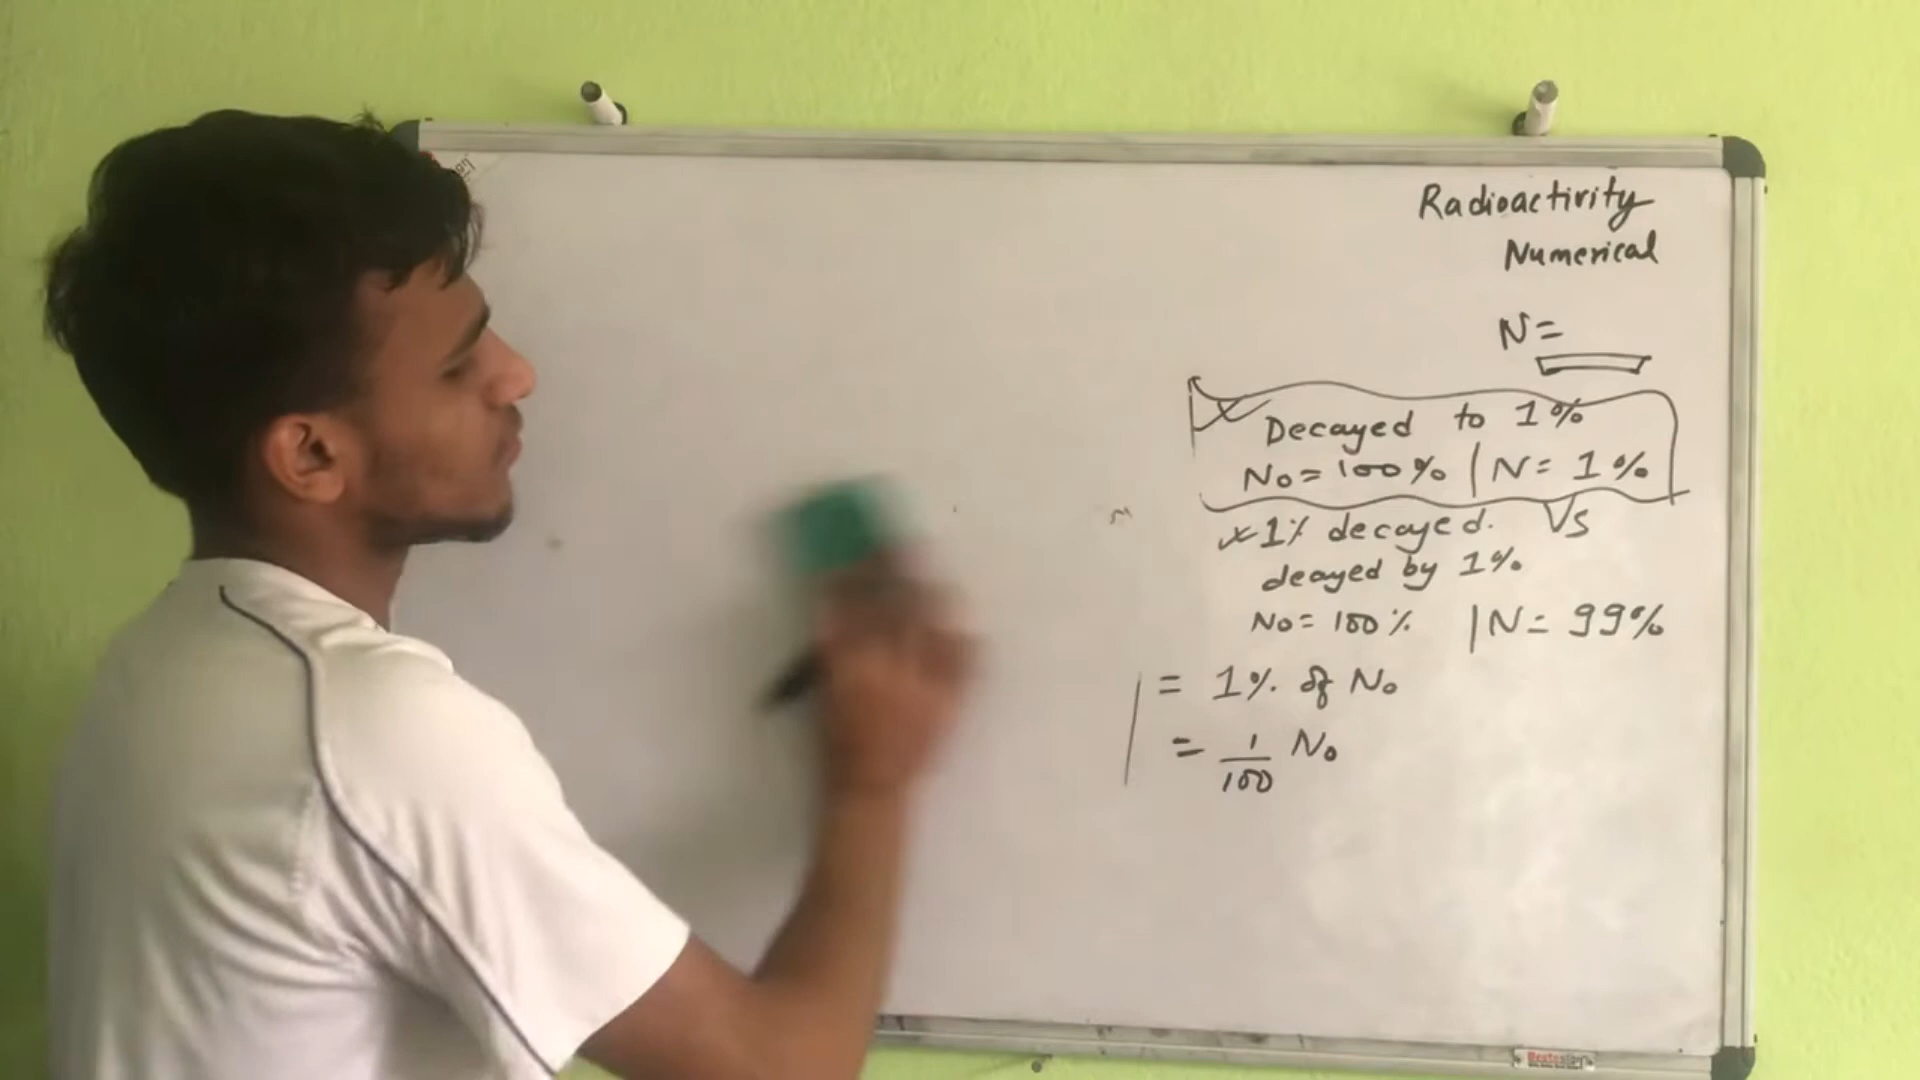 Radioactivity
Numerical
N=
Decayed to 1%
No = 100% | N = 1%
1% decayed. Vs
deayed by 1%.
No = 100% | N = 99%
= 1% of No
= 1/100 No